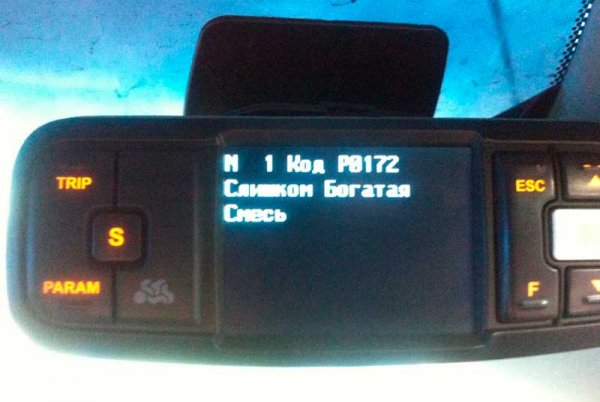 N 1 Код P0172
Слишком Богатая
Смесь
TRIP
S
PARAM
ESC
F